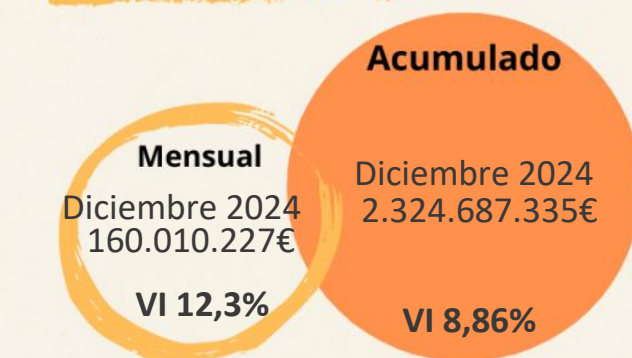 Mensual
Diciembre 2024
160.010.227€
VI 12,3%
Acumulado
Diciembre 2024
2.324.687.335€
VI 8,86%